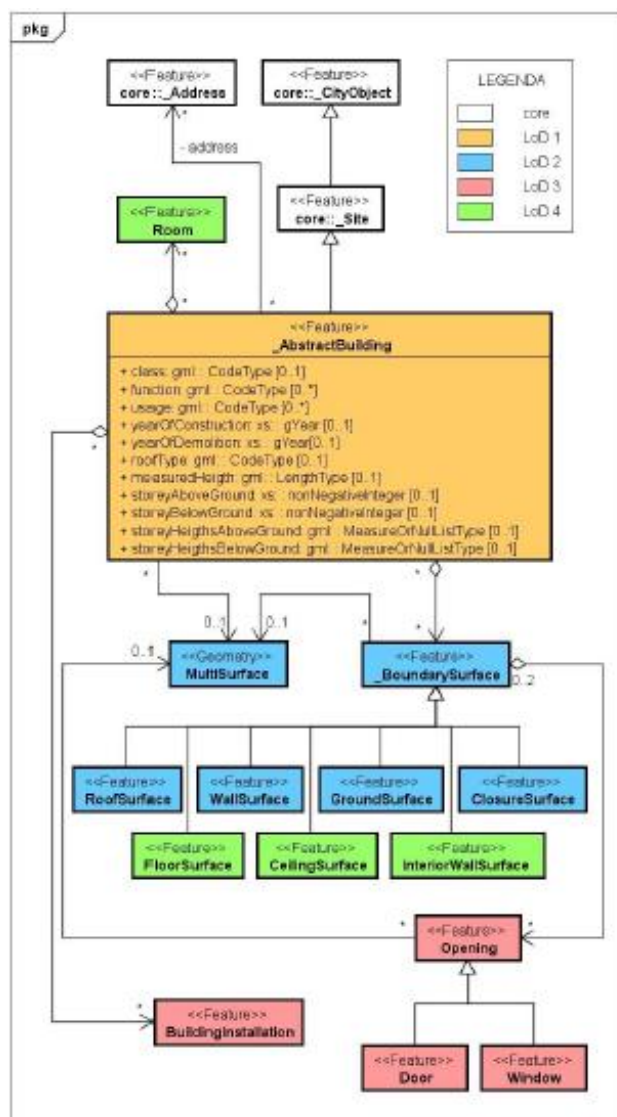 pkg
<<Feature>>
core::_Address
<<Feature>>
core::_CityObject
LEGENDA
core
LoD 1
LoD 2
LoD 3
LoD 4
*
- address
<<Feature>>
Room
<<Feature>>
core::_Site
*
*
*
<<Feature>>
_AbstractBuilding
+ class: gml:: CodeType [0..1]
+ function: gml:: CodeType [0..*]
+ usage: gml:: CodeType [0..*]
+ yearOfConstruction: xs:: gYear [0..1]
+ yearOfDemolition: xs:: gYear[0..1]
+ roofType: gml:: CodeType [0..1]
+ measuredHeigth: gml:: LengthType [0..1]
+ storeyAboveGround: xs:: nonNegativeInteger [0..1]
+ storeyBelowGround: xs:: nonNegativeInteger [0..1]
+ storeyHeigthsAboveGround: gml:: MeasureOrNullListType [0..1]
+ storeyHeigthsBelowGround: gml:: MeasureOrNullListType [0..1]
*
*
*
0..1
0..1
*
*
0..1
<<Geometry>>
MultiSurface
<<Feature>>
_BoundarySurface
0..2
<<Feature>>
RoofSurface
<<Feature>>
WallSurface
<<Feature>>
GroundSurface
<<Feature>>
ClosureSurface
<<Feature>>
FloorSurface
<<Feature>>
CeilingSurface
<<Feature>>
InteriorWallSurface
*
*
<<Feature>>
Opening
*
<<Feature>>
BuildingInstallation
<<Feature>>
Door
<<Feature>>
Window